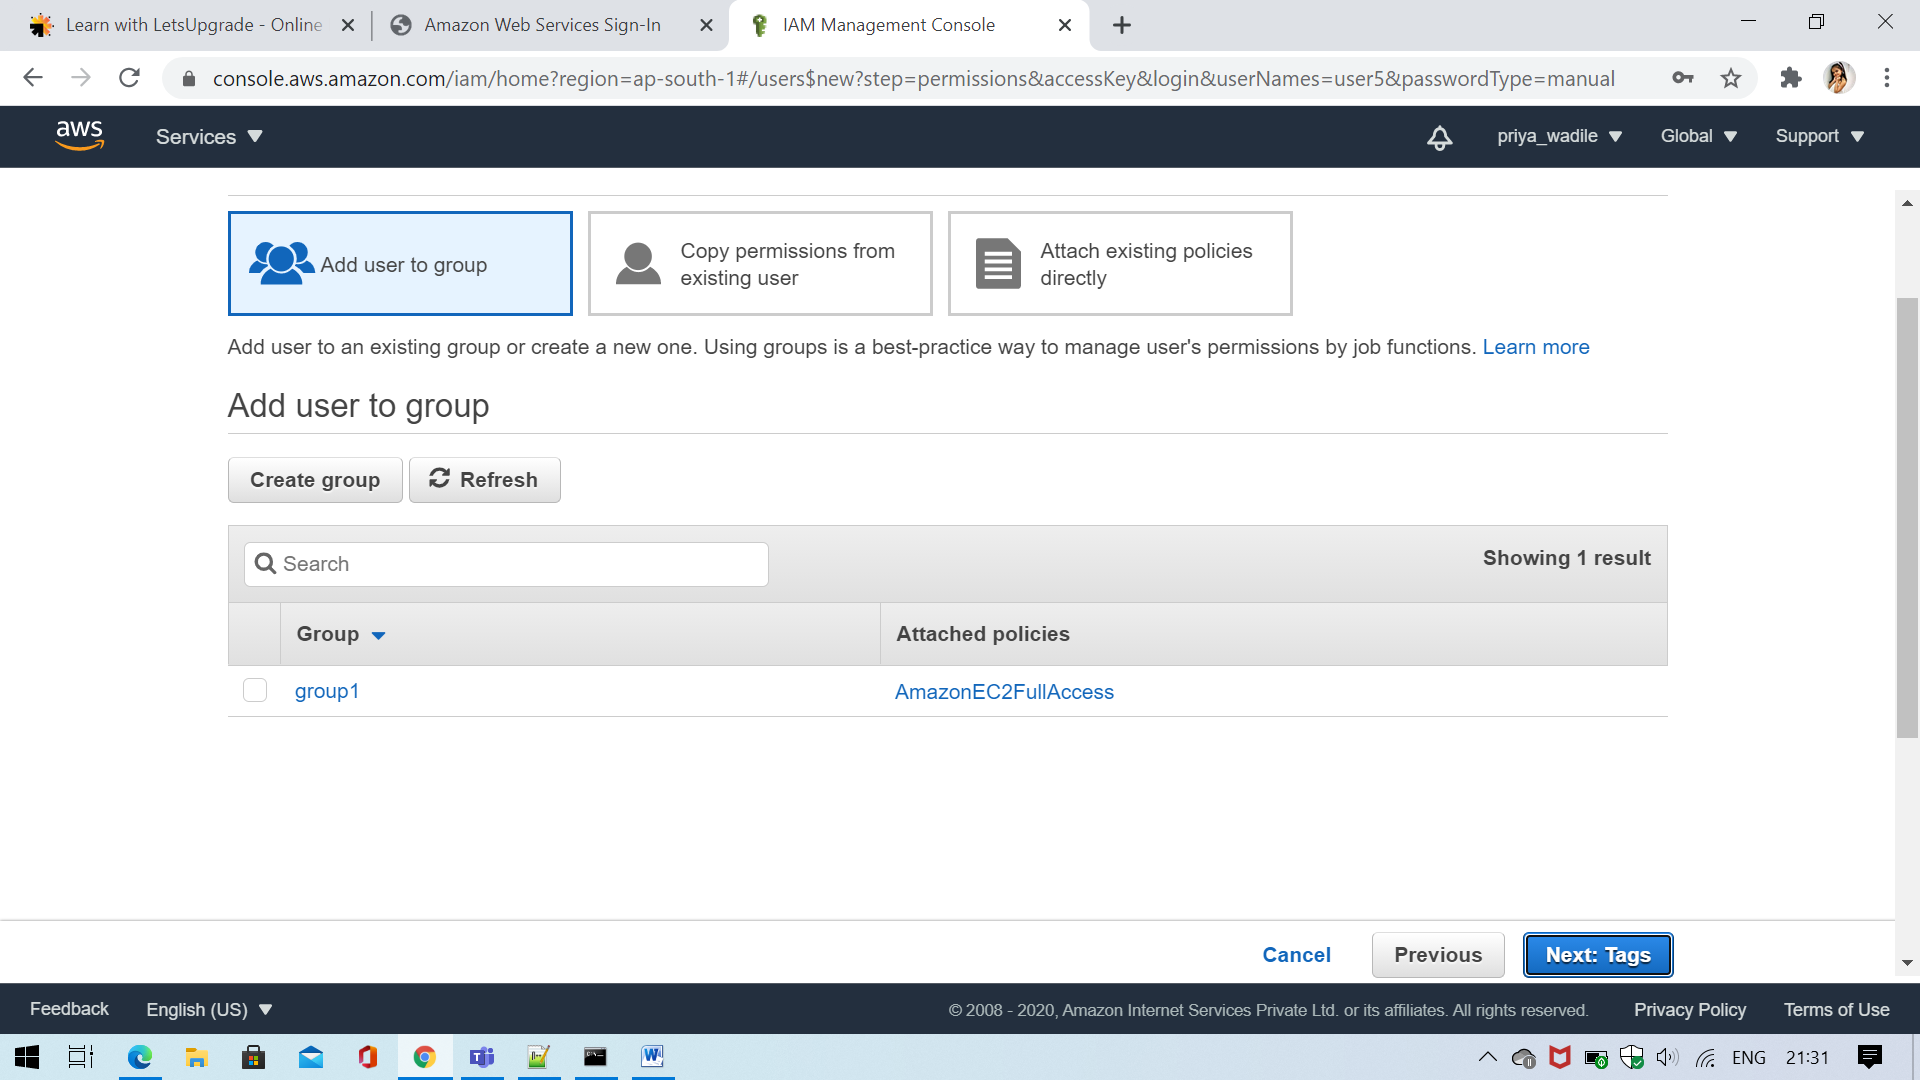 Learn with LetsUpgrade - Online
Amazon Web Services Sign-In
IAM Management Console
console.aws.amazon.com/iam/home?region=ap-south-1#/users$new?step=permissions&accessKey&login&userNames=user5&passwordType=manual
aws
Services
priya_wadile
Global
Support
Add user to group
Copy permissions from
existing user
Attach existing policies
directly
Add user to an existing group or create a new one. Using groups is a best-practice way to manage user's permissions by job functions. Learn more
Add user to group
Create group
Refresh
Search
Showing 1 result
Group
Attached policies
group1
AmazonEC2FullAccess
Cancel
Previous
Next: Tags
Feedback
English (US)
© 2008 - 2020, Amazon Internet Services Private Ltd. or its affiliates. All rights reserved.
Privacy Policy
Terms of Use
ENG
21:31